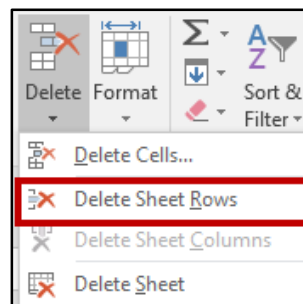 Delete Format
A
Z
Sort &
Filter
Delete Cells...
Delete Sheet Rows
Delete Sheet Columns
Delete Sheet